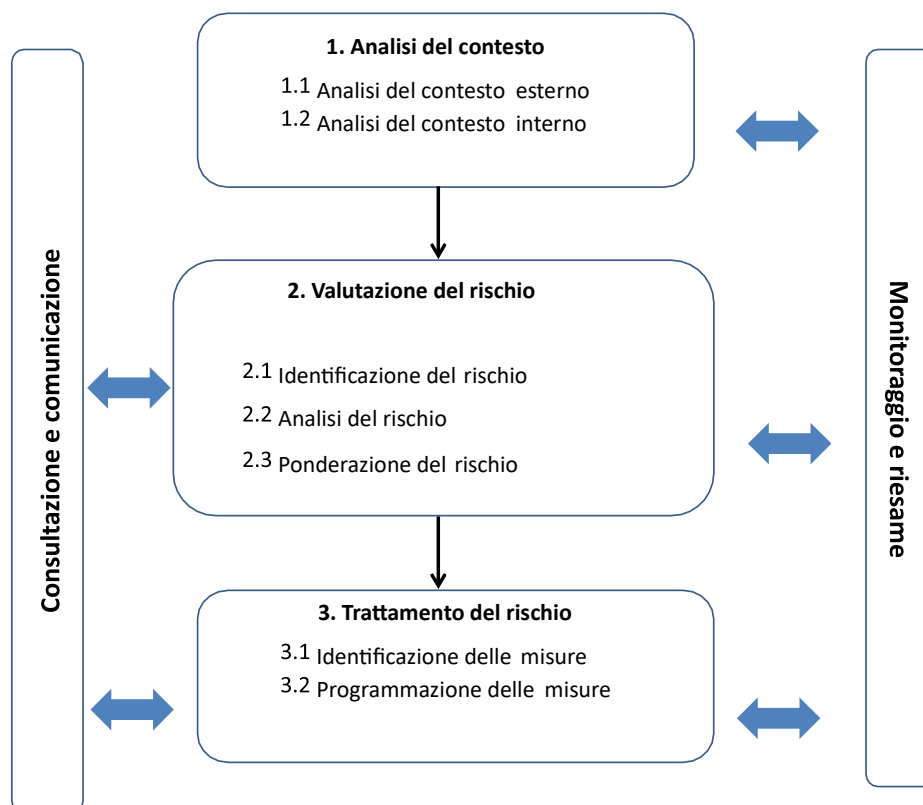 1. Analisi del contesto
1.1 Analisi del contesto esterno
1.2 Analisi del contesto interno
Consultazione e comunicazione
2. Valutazione del rischio
2.1 Identificazione del rischio
2.2 Analisi del rischio
2.3 Ponderazione del rischio
Monitoraggio e riesame
3. Trattamento del rischio
3.1 Identificazione delle misure
3.2 Programmazione delle misure